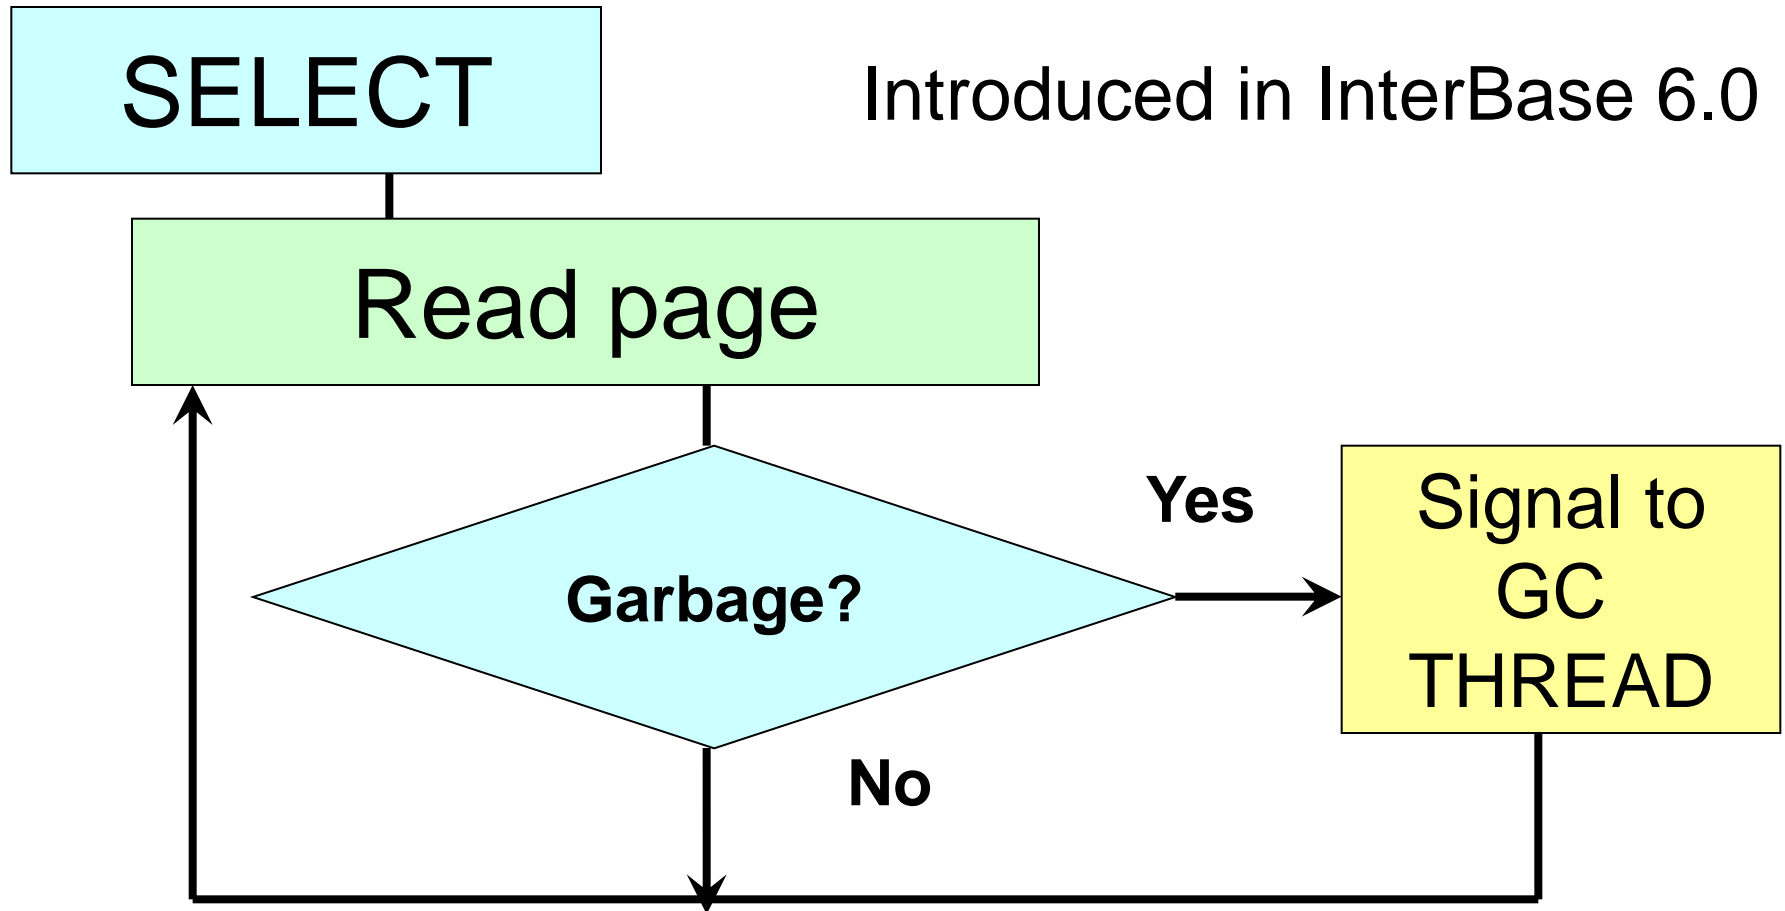 SELECT
Introduced in InterBase 6.0
Read page
Yes
Garbage?
Signal to
GC
THREAD
No